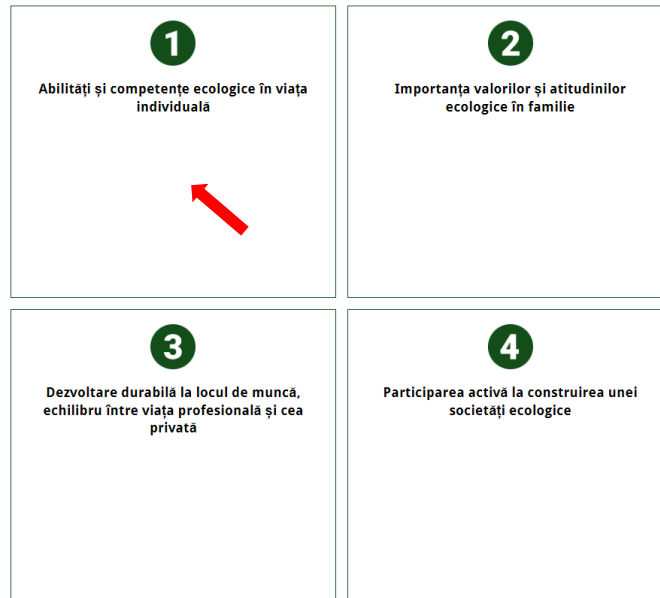 1
Abilități și competențe ecologice în viața
individuală
2
Importanța valorilor și atitudinilor
ecologice în familie
3
Dezvoltare durabilă la locul de muncă,
echilibru între viața profesională și cea
privată
4
Participarea activă la construirea unei
societăți ecologice